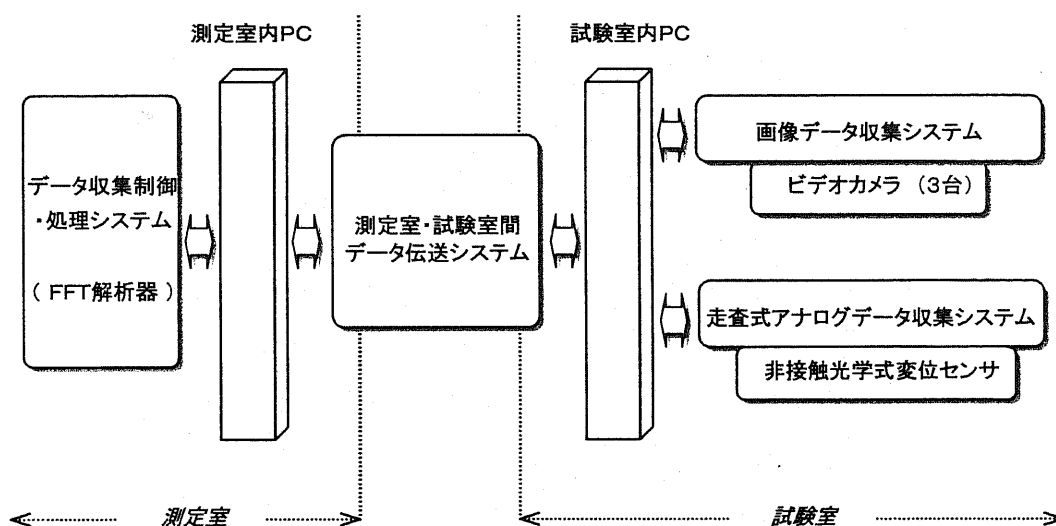 測定室内PC
試験室内PC
データ収集制御
・処理システム
( FFT解析器 )
測定室・試験室間
データ伝送システム
画像データ収集システム
ビデオカメラ (3台)
走査式アナログデータ収集システム
非接触光学式変位センサ
測定室
試験室